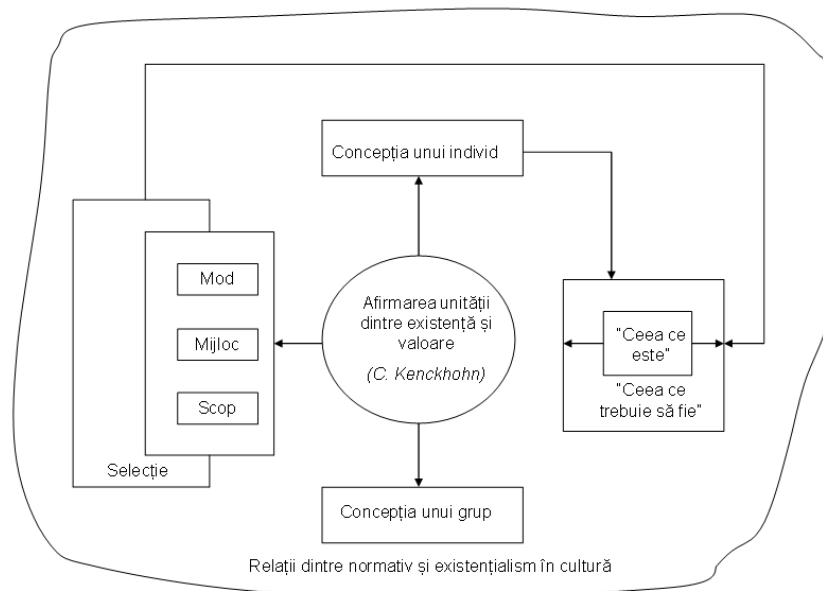 Concepția unui individ
Mod
Mijloc
Scop
Selecție
Afirmarea unității
dintre existență și
valoare
(C. Kenckhohn)
"Ceea ce
este"
"Ceea ce
trebuie să fie"
Concepția unui grup
Relații dintre normativ și existențialism în cultură